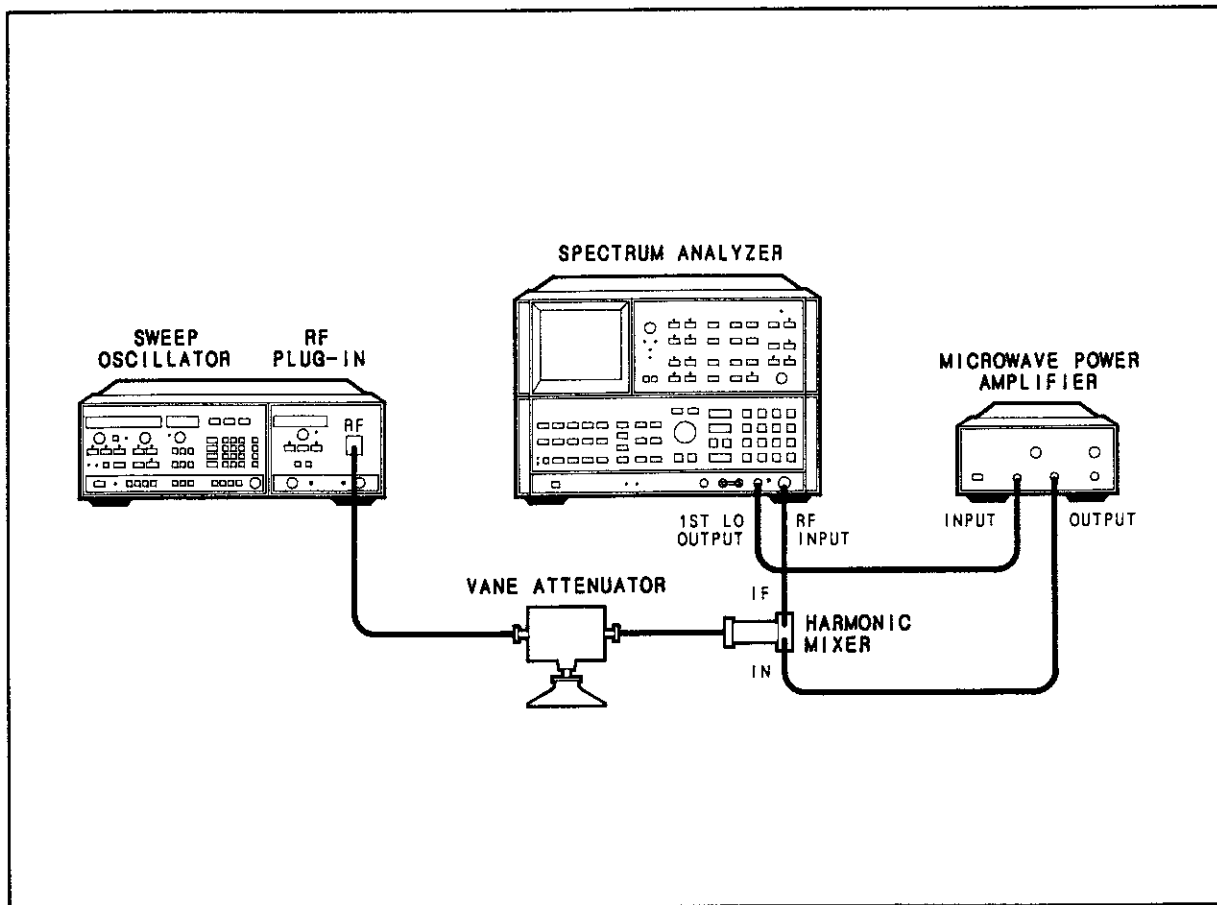 SPECTRUM ANALYZER
SWEEP
OSCILLATOR
RF
PLUG-IN
MICROWAVE POWER
AMPLIFIER
RF
1ST LO
OUTPUT
RF
INPUT
INPUT
OUTPUT
VANE ATTENUATOR
IF
HARMONIC
MIXER
IN